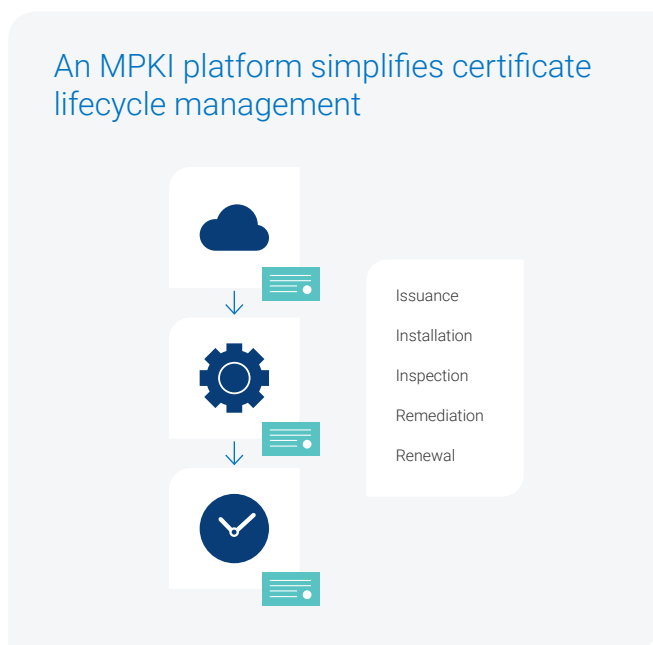 An MPKI platform simplifies certificate
lifecycle management
Issuance
Installation
Inspection
Remediation
Renewal